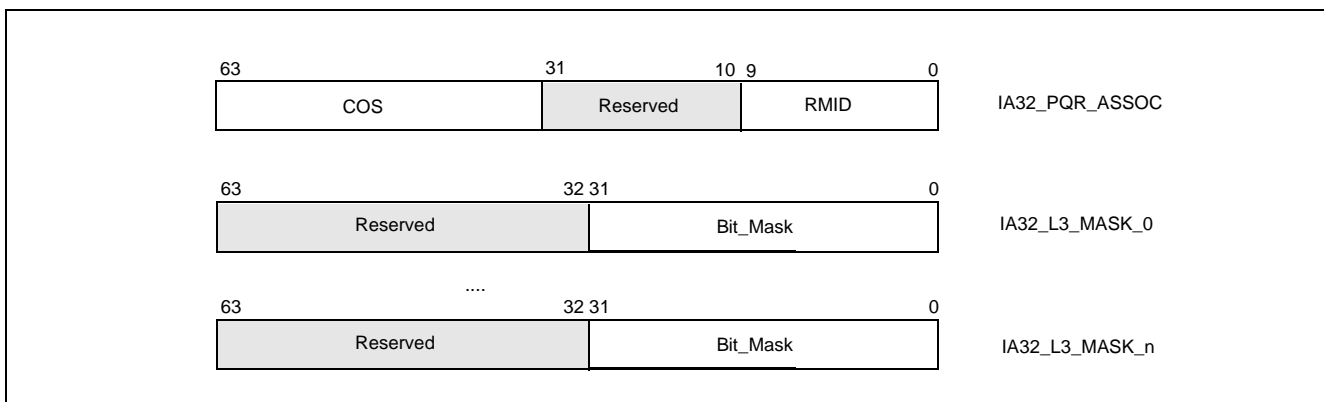 63 31 10 9 0
COS Reserved RMID IA32_PQR_ASSOC
63 32 31 0
Reserved Bit_Mask IA32_L3_MASK_0
....
63 32 31 0
Reserved Bit_Mask IA32_L3_MASK_n